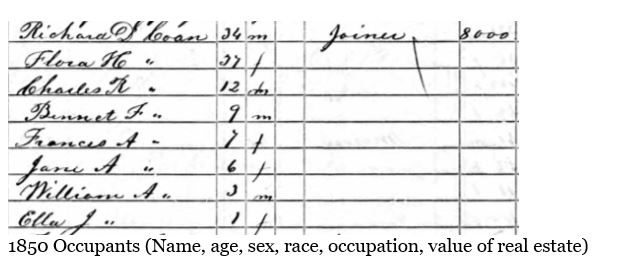 Richard D Coan 34 m Joiner 8000
Flora H " 37 f
Charles R " 12 m
Bennet F " 9 m
Frances A " 7 f
Jane A " 6 f
William A " 3 m
Ella J " 1 f
1850 Occupants (Name, age, sex, race, occupation, value of real estate)